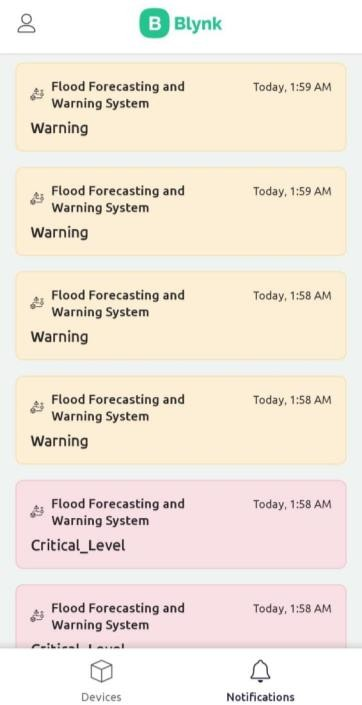 B Blynk
Flood Forecasting and Today, 1:59 AM
Warning System
Warning
Flood Forecasting and Today, 1:59 AM
Warning System
Warning
Flood Forecasting and Today, 1:58 AM
Warning System
Warning
Flood Forecasting and Today, 1:58 AM
Warning System
Warning
Flood Forecasting and Today, 1:58 AM
Warning System
Critical_Level
Flood Forecasting and Today, 1:58 AM
Warning System
Critical_Level
Devices Notifications